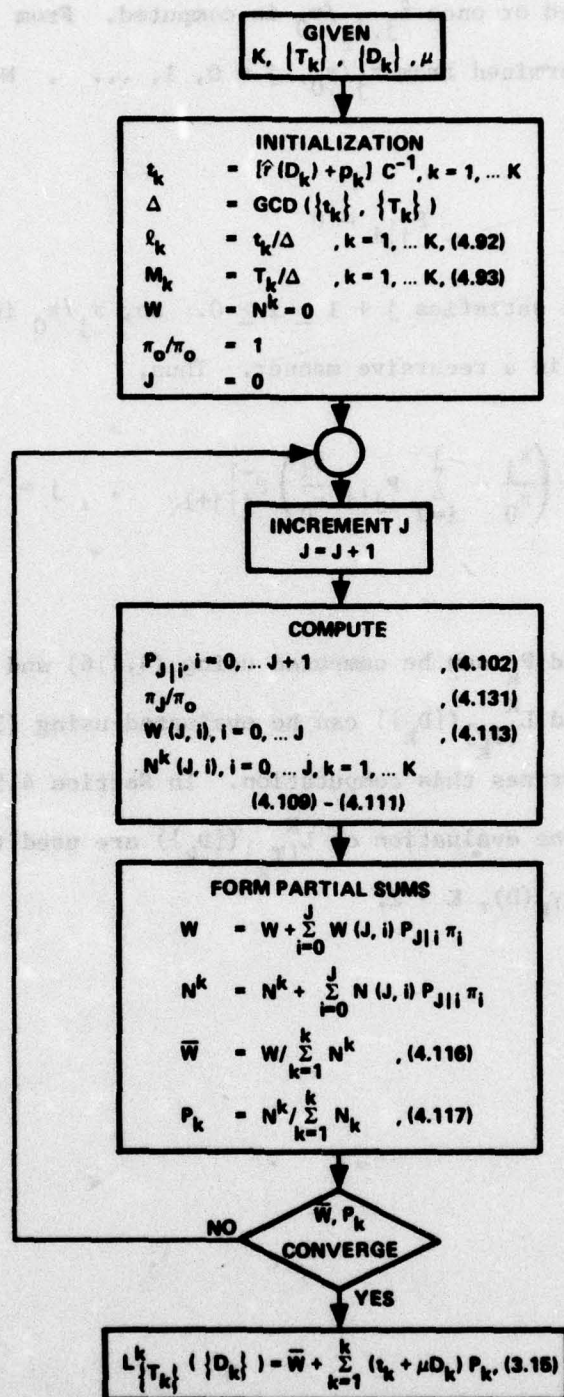 GIVEN
K, {T_k}, {D_k}, μ
INITIALIZATION
t_k = [r̂(D_k) + p_k] C^-1, k = 1, ... K
Δ = GCD ({t_k}, {T_k})
ℓ_k = t_k/Δ , k = 1, ... K, (4.92)
M_k = T_k/Δ , k = 1, ... K, (4.93)
W = N^k = 0
π_o/π_o = 1
J = 0
INCREMENT J
J = J + 1
COMPUTE
P_J|i, i = 0, ... J + 1 , (4.102)
π_J/π_o , (4.131)
W (J, i), i = 0, ... J , (4.113)
N^k (J, i), i = 0, ... J, k = 1, ... K
(4.109) - (4.111)
FORM PARTIAL SUMS
W = W + Σ_{i=0}^{J} W (J, i) P_J|i π_i
N^k = N^k + Σ_{i=0}^{J} N (J, i) P_J|i π_i
W̅ = W/ Σ_{k=1}^{k} N^k , (4.116)
P_k = N^k/ Σ_{k=1}^{k} N_k , (4.117)
W̅, P_k
CONVERGE
NO
YES
L^k_{T_k} ({D_k}) = W̅ + Σ_{k=1}^{k} (t_k + μD_k) P_k, (3.15)